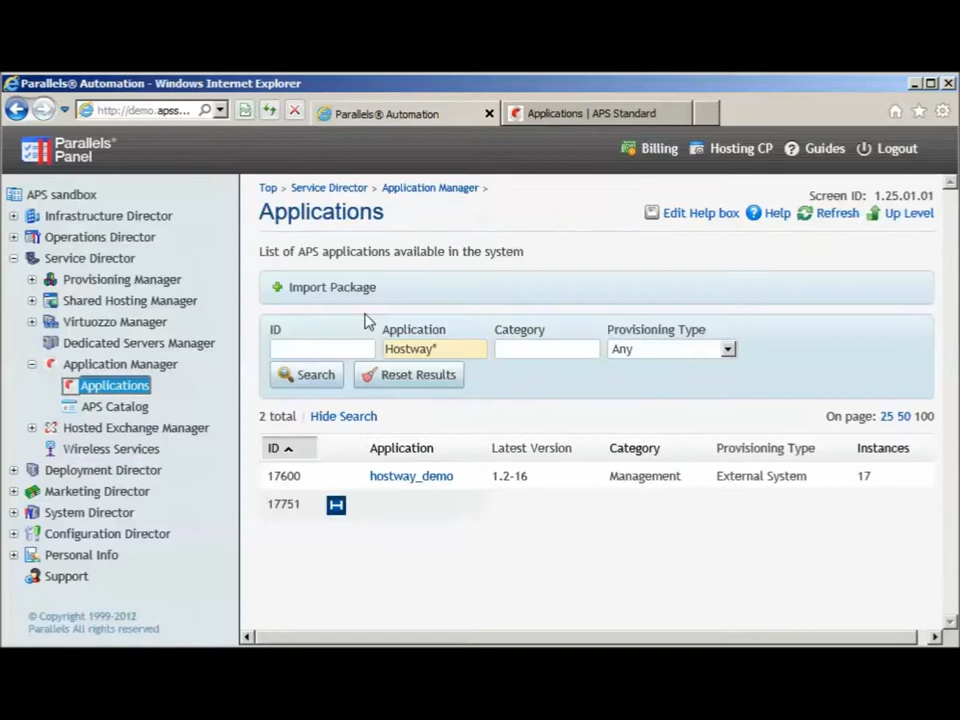 Parallels® Automation - Windows Internet Explorer
http://demo.apss...
Parallels® Automation
Applications | APS Standard
Parallels®
Panel
Billing
Hosting CP
Guides
Logout
APS sandbox
Infrastructure Director
Operations Director
Service Director
Provisioning Manager
Shared Hosting Manager
Virtuozzo Manager
Dedicated Servers Manager
Application Manager
Applications
APS Catalog
Hosted Exchange Manager
Wireless Services
Deployment Director
Marketing Director
System Director
Configuration Director
Personal Info
Support
© Copyright 1999-2012
Parallels All rights reserved
Top > Service Director > Application Manager >
Screen ID: 1.25.01.01
Applications
Edit Help box
Help
Refresh
Up Level
List of APS applications available in the system
Import Package
ID Application Category Provisioning Type
Hostway* Any
Search
Reset Results
2 total Hide Search On page: 25 50 100
ID Application Latest Version Category Provisioning Type Instances
17600 hostway_demo 1.2-16 Management External System 17
17751 H